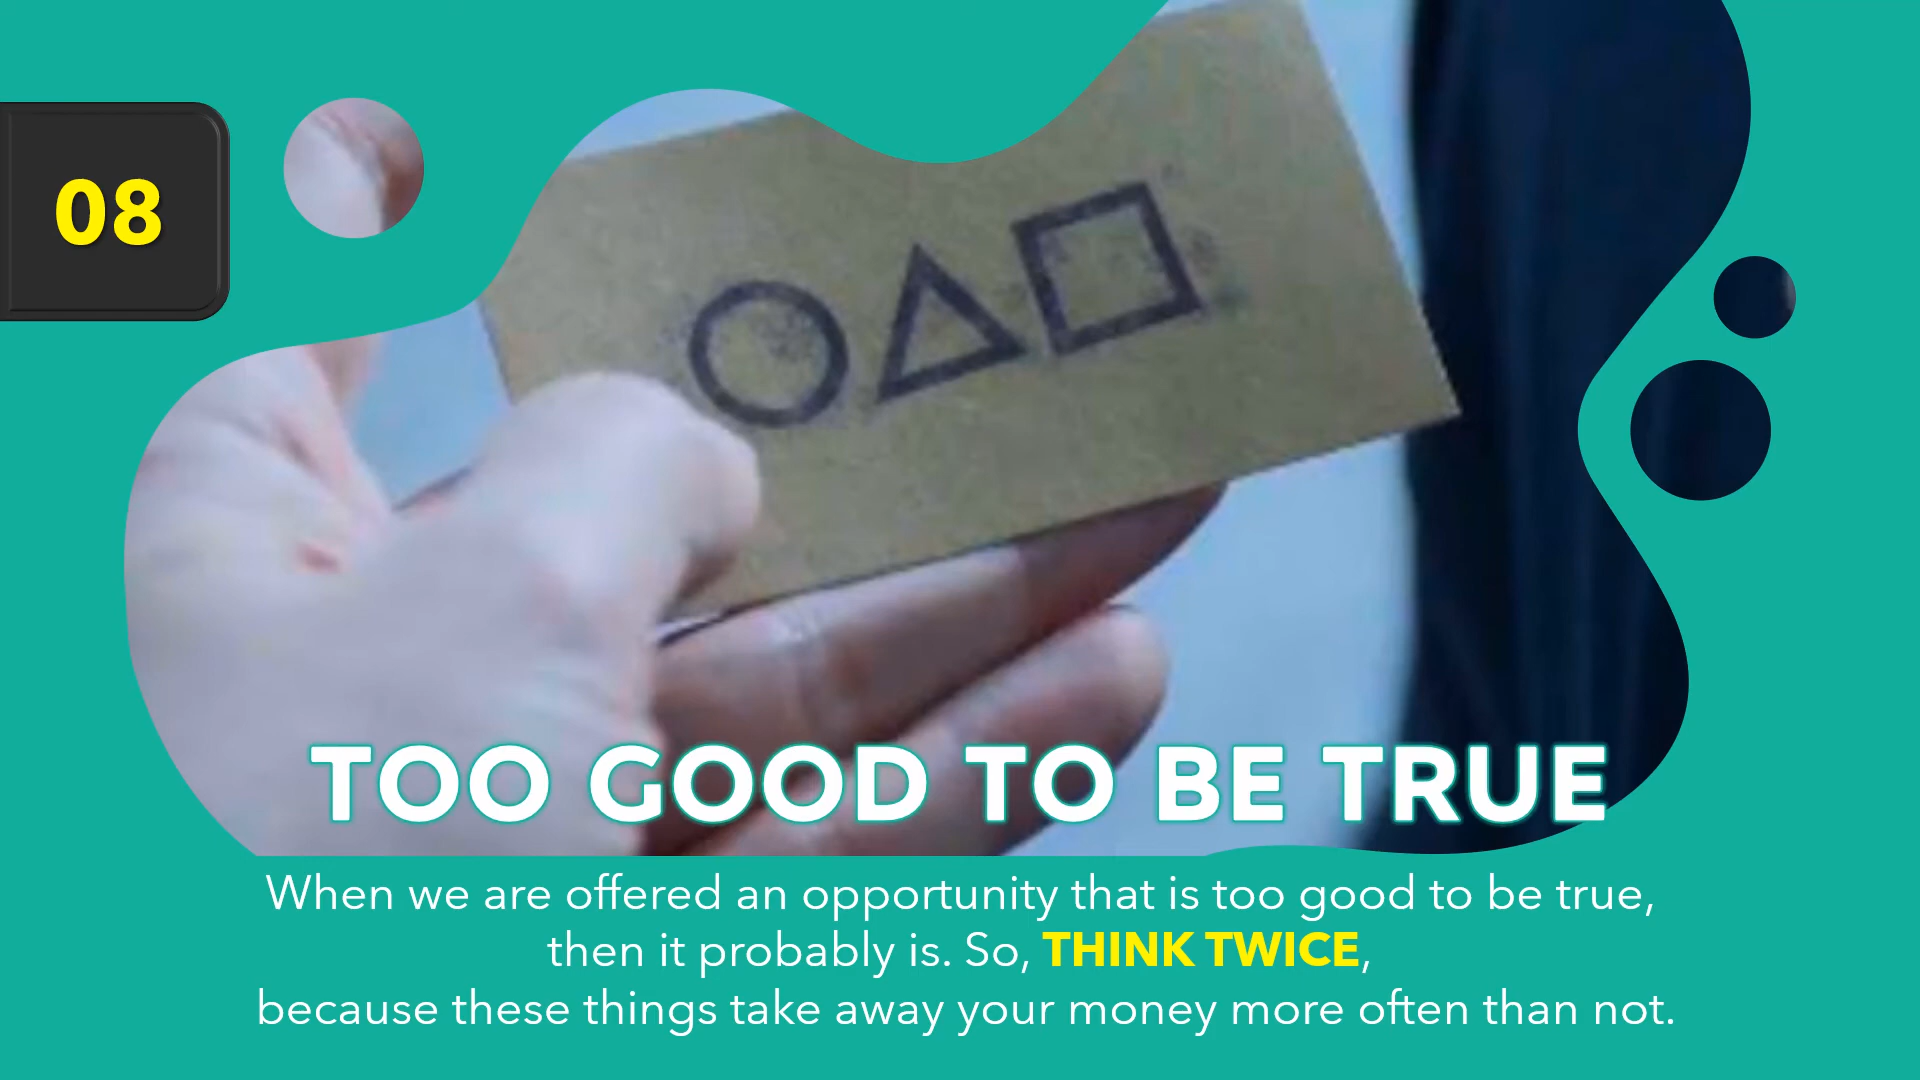 08
TOO GOOD TO BE TRUE
When we are offered an opportunity that is too good to be true,
then it probably is. So, THINK TWICE,
because these things take away your money more often than not.